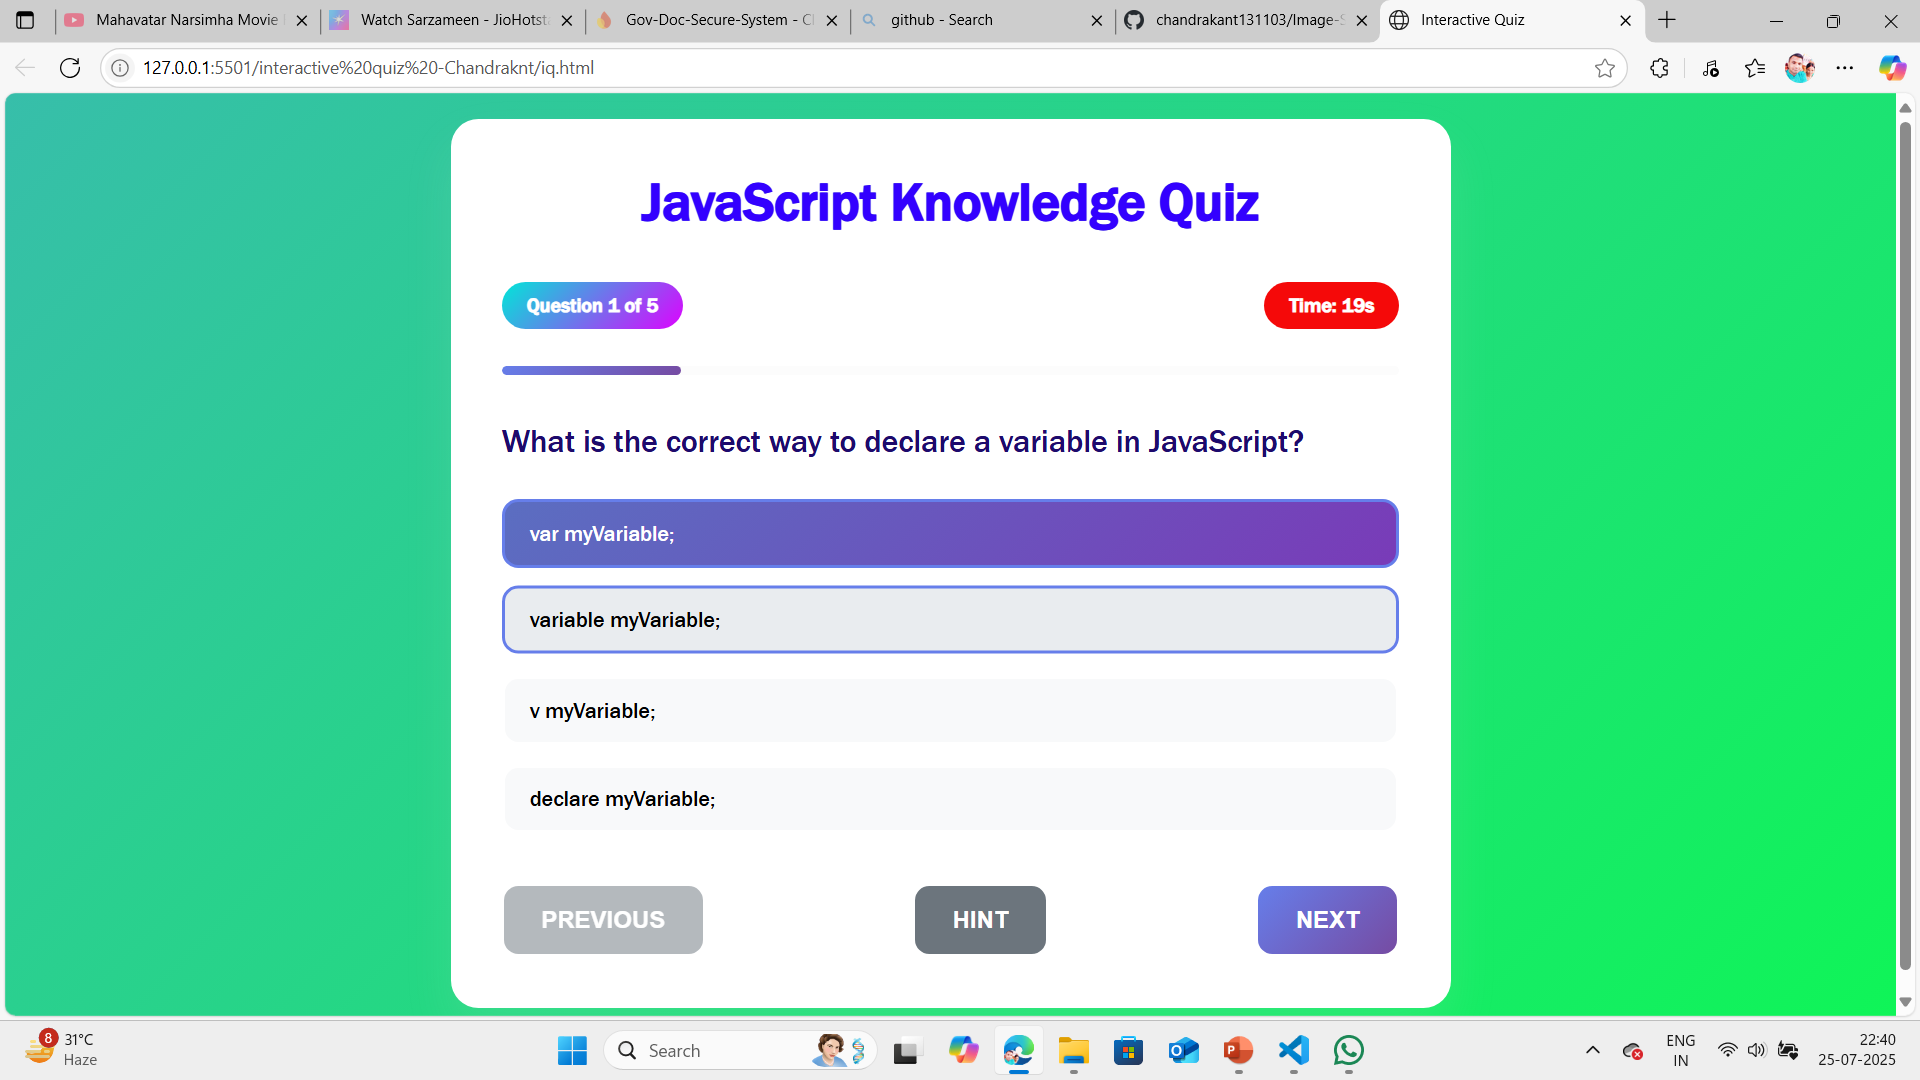 Mahavatar Narsimha Movie
Watch Sarzameen - JioHotst
Gov-Doc-Secure-System - C
github - Search
chandrakant131103/Image-S
Interactive Quiz
127.0.0.1:5501/interactive%20quiz%20-Chandraknt/iq.html
JavaScript Knowledge Quiz
Question 1 of 5
Time: 19s
What is the correct way to declare a variable in JavaScript?
var myVariable;
variable myVariable;
v myVariable;
declare myVariable;
PREVIOUS
HINT
NEXT
8
31°C
Haze
Search
ENG
IN
22:40
25-07-2025